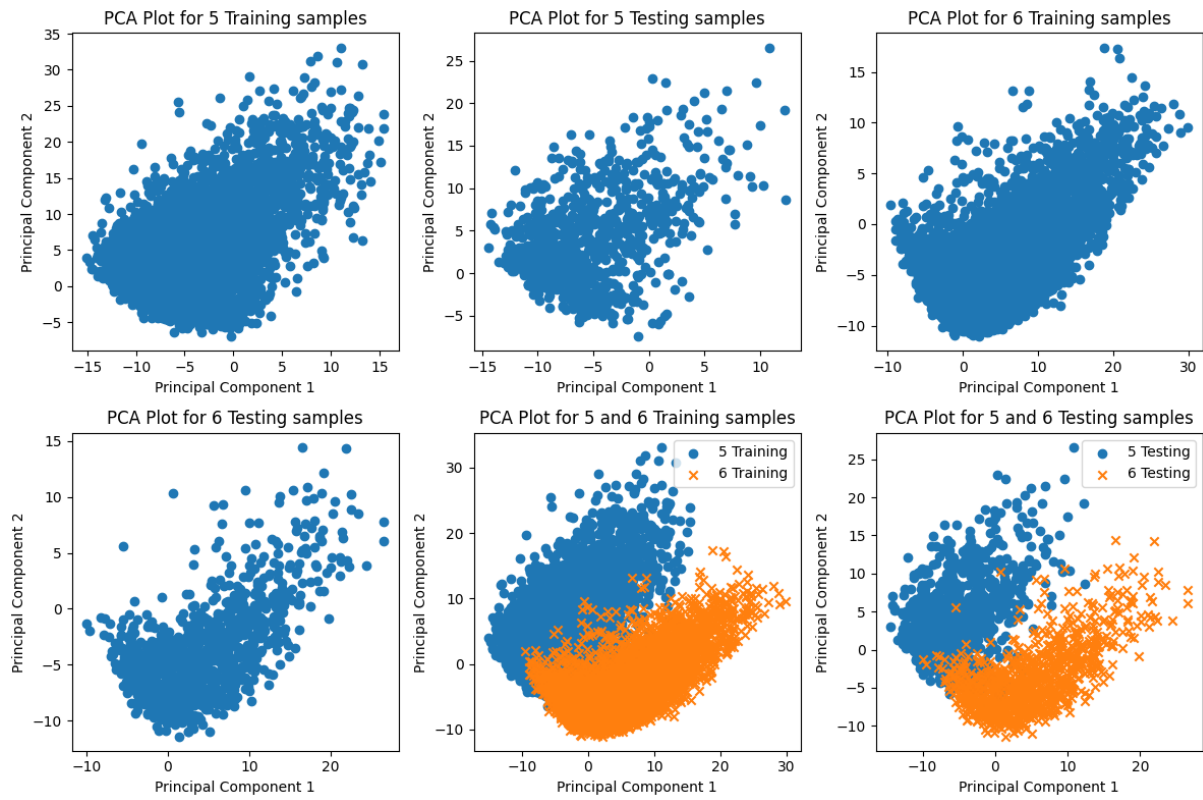 PCA Plot for 5 Training samples
35
30
25
20
15
10
5
0
−5
−15 −10 −5 0 5 10 15
Principal Component 2
Principal Component 1
PCA Plot for 5 Testing samples
25
20
15
10
5
0
−5
−15 −10 −5 0 5 10
Principal Component 2
Principal Component 1
PCA Plot for 6 Training samples
15
10
5
0
−5
−10
−10 0 10 20 30
Principal Component 2
Principal Component 1
PCA Plot for 6 Testing samples
15
10
5
0
−5
−10
−10 0 10 20
Principal Component 2
Principal Component 1
PCA Plot for 5 and 6 Training samples
5 Training
6 Training
30
20
10
0
−10
−10 0 10 20 30
Principal Component 2
Principal Component 1
PCA Plot for 5 and 6 Testing samples
5 Testing
6 Testing
25
20
15
10
5
0
−5
−10
−10 0 10 20
Principal Component 2
Principal Component 1